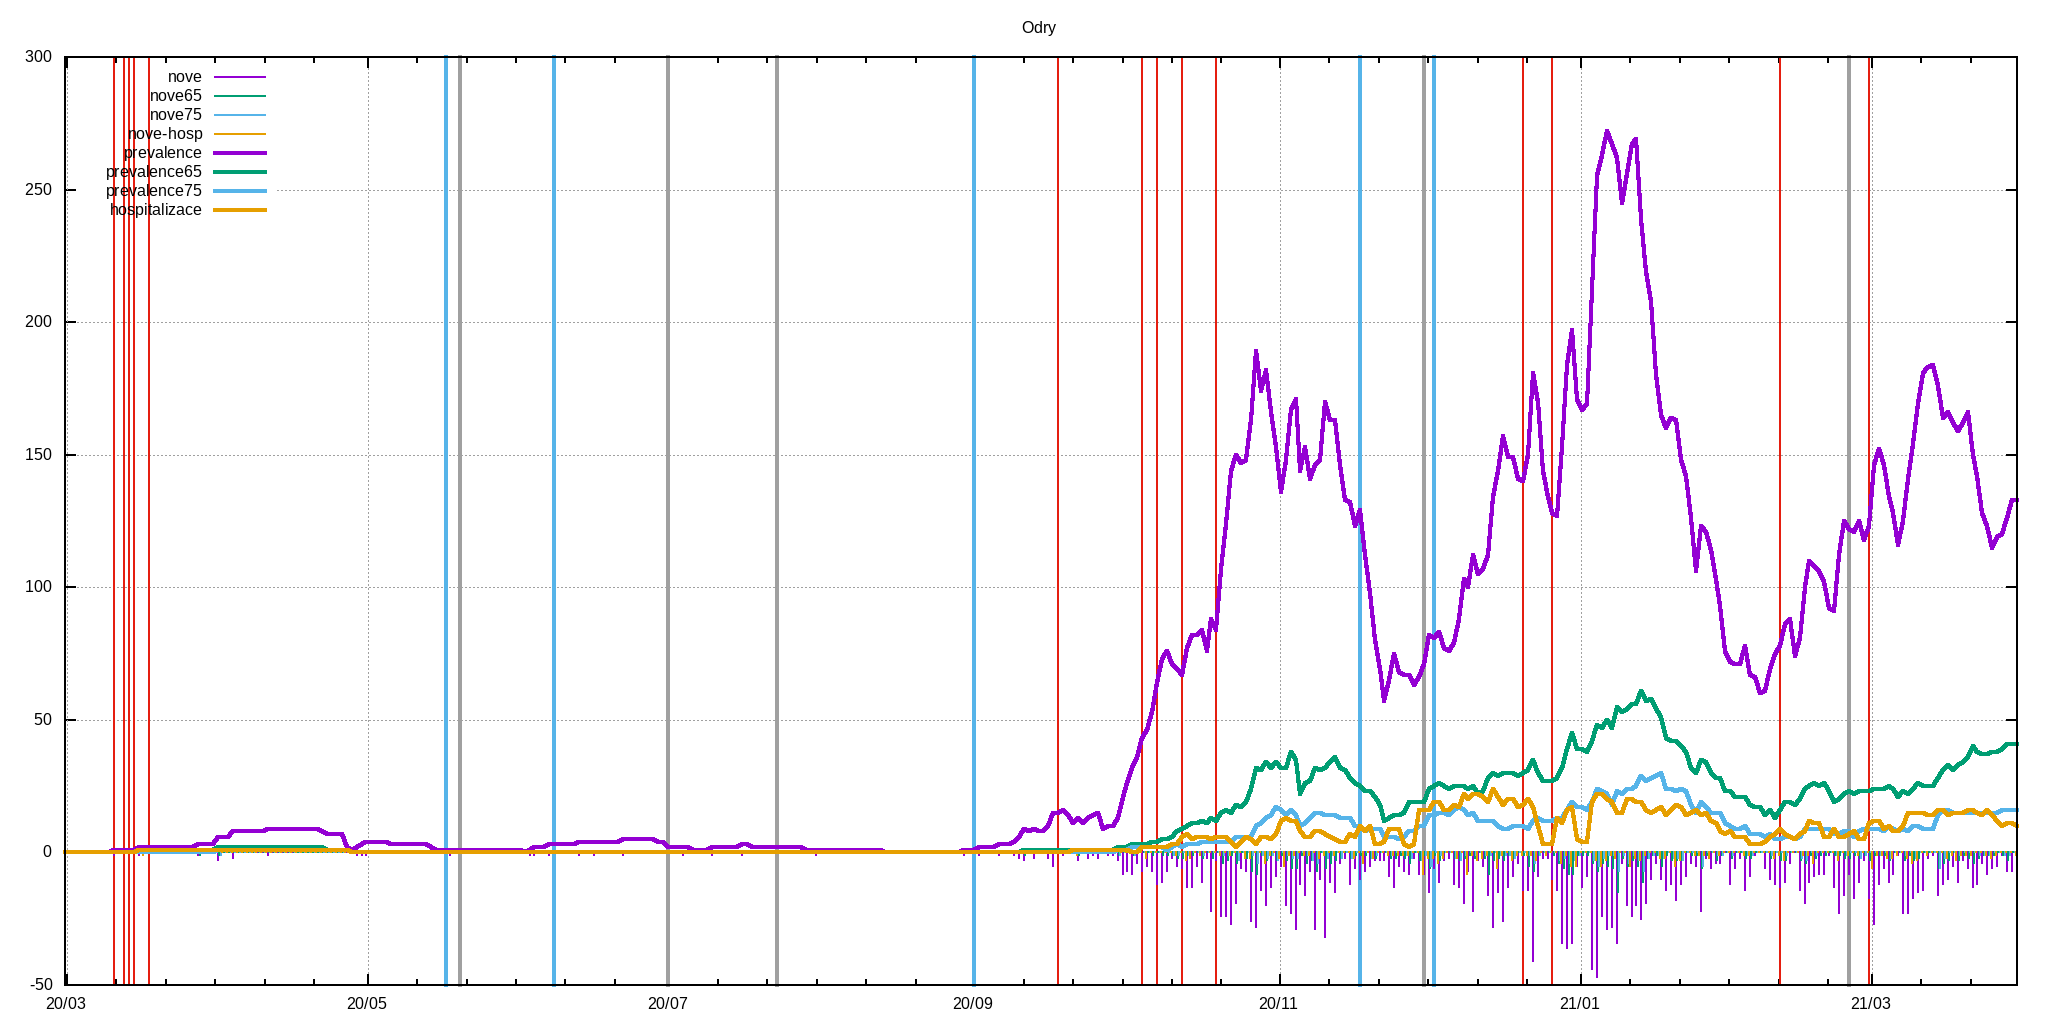 Odry
300
nove
nove65
nove75
nove-hosp
prevalence
prevalence65
prevalence75
hospitalizace
250
200
150
100
50
0
-50
20/03 20/05 20/07 20/09 20/11 21/01 21/03